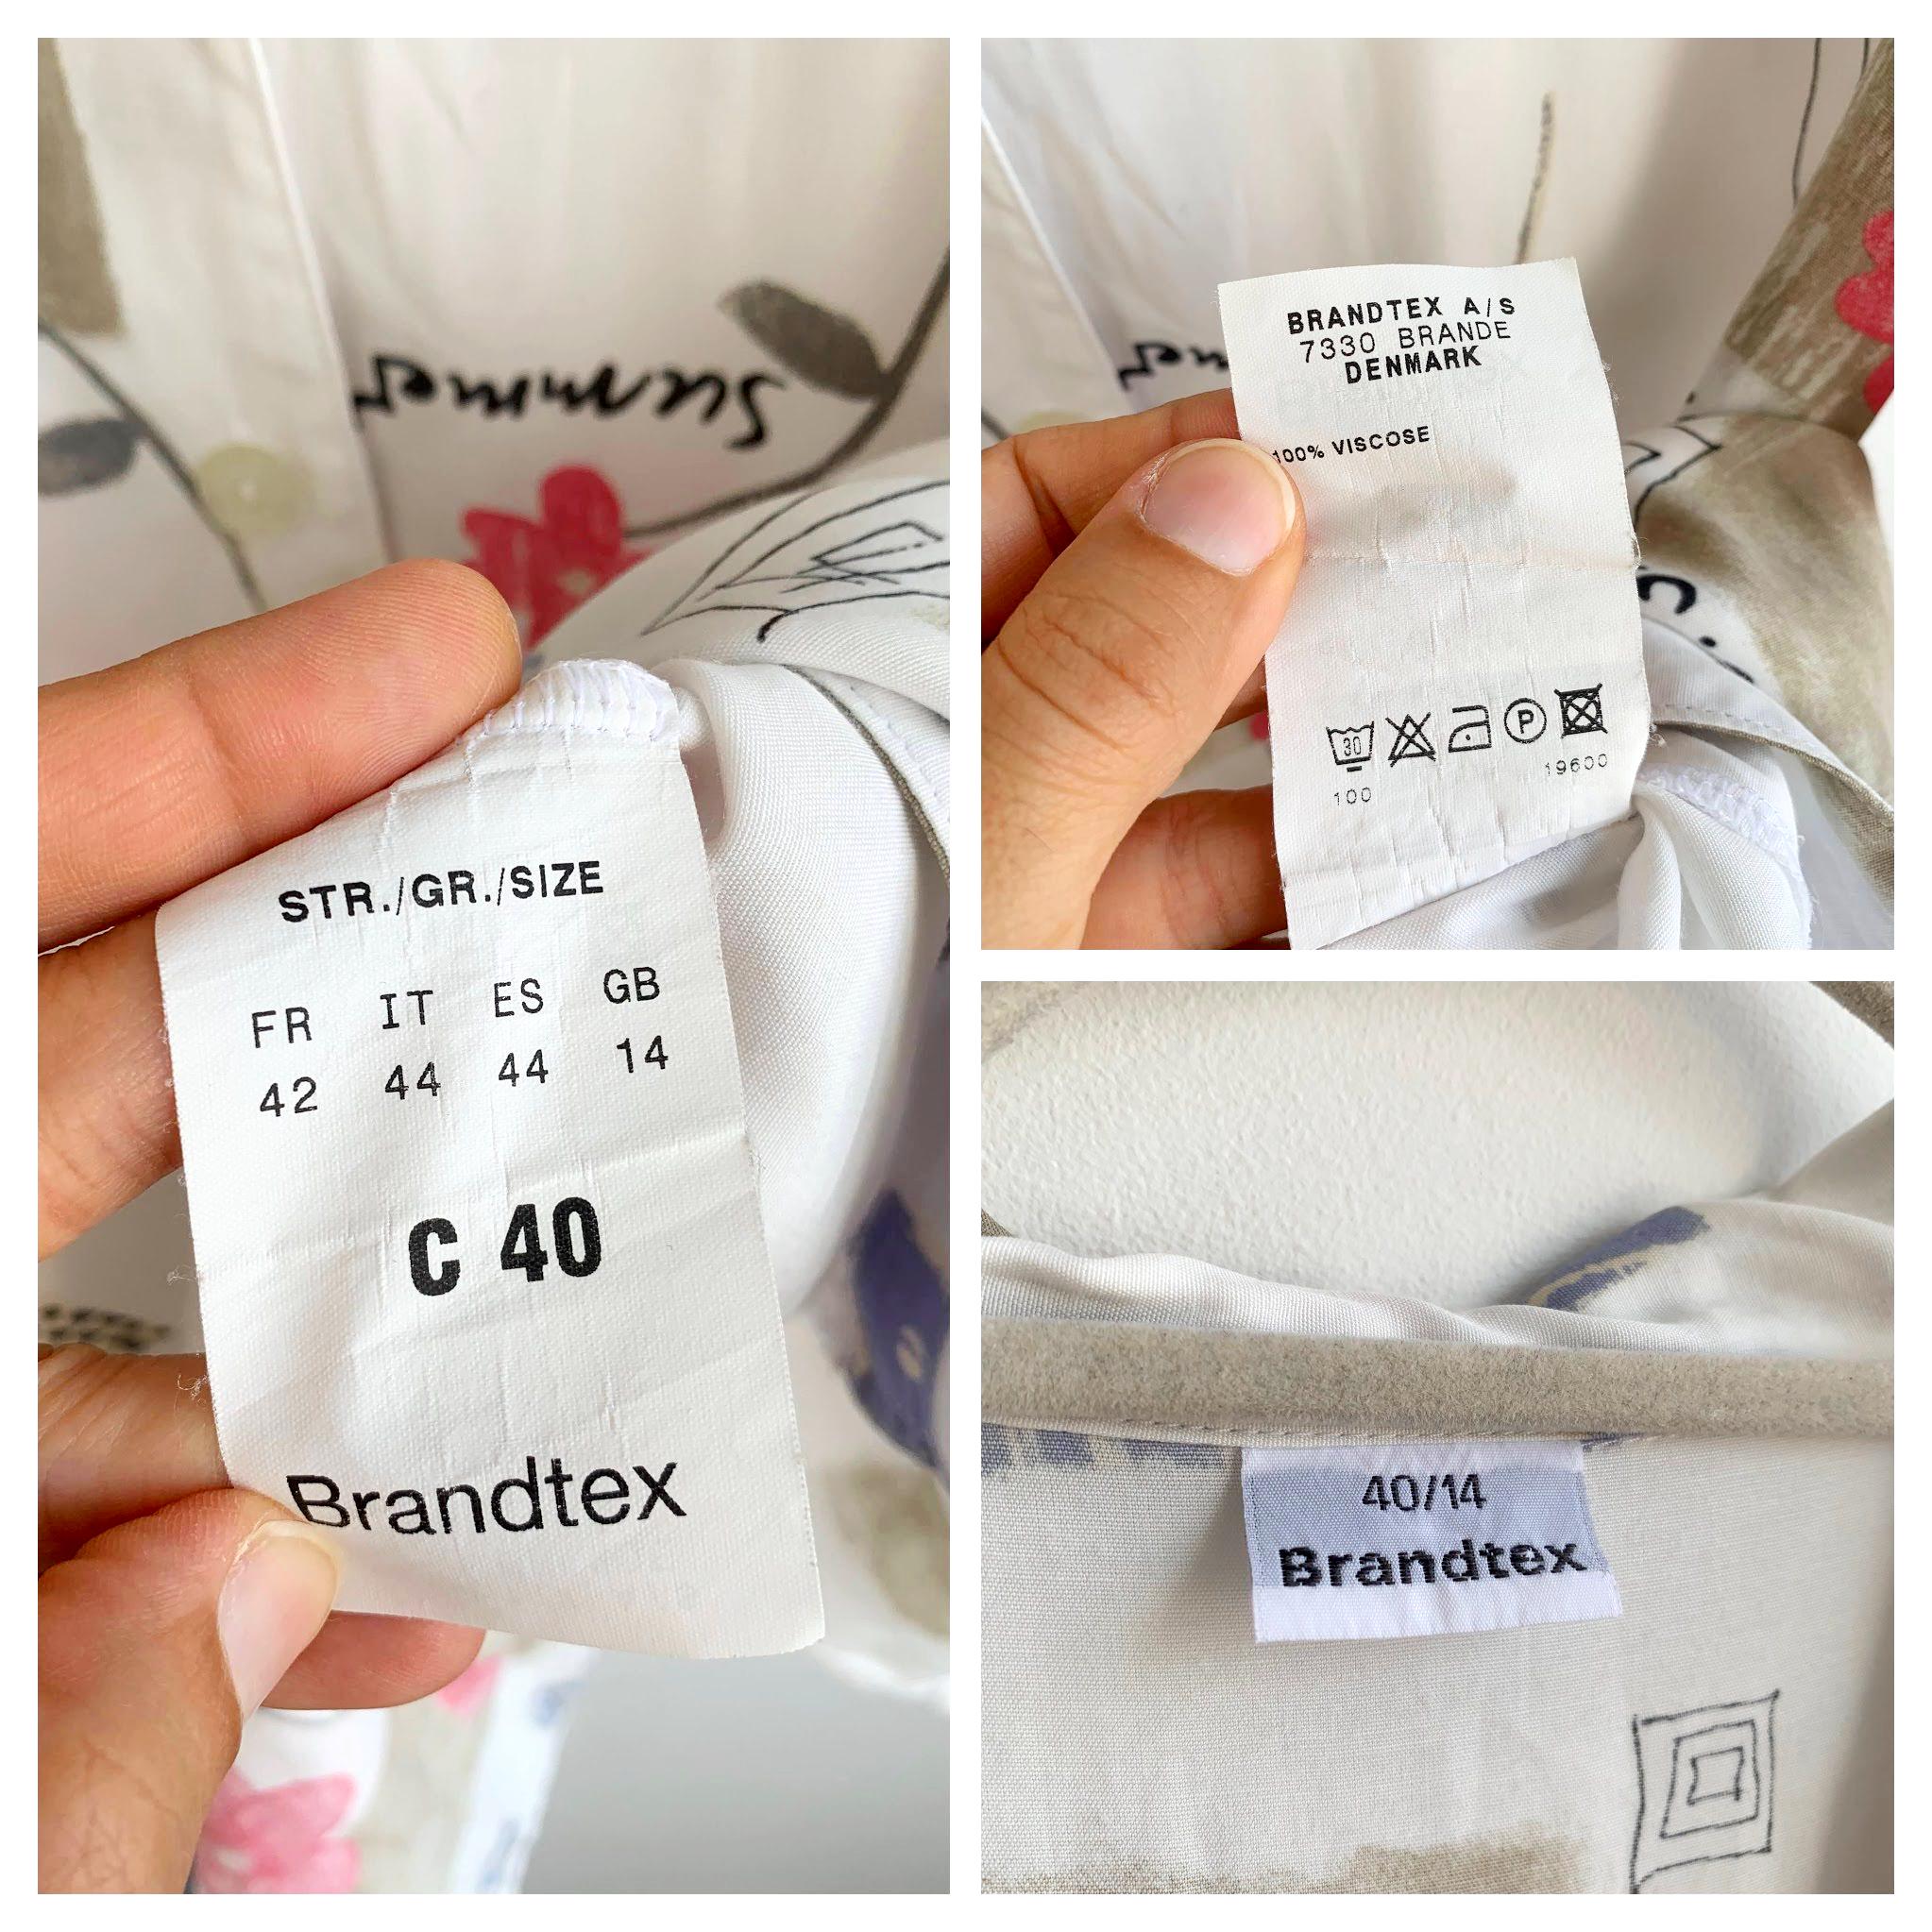 Summer
STR./GR./SIZE
FR IT ES GB
42 44 44 14
C 40
Brandtex
BRANDTEX A/S
7330 BRANDE
DENMARK
100% VISCOSE
30 P
100 19600
40/14
Brandtex